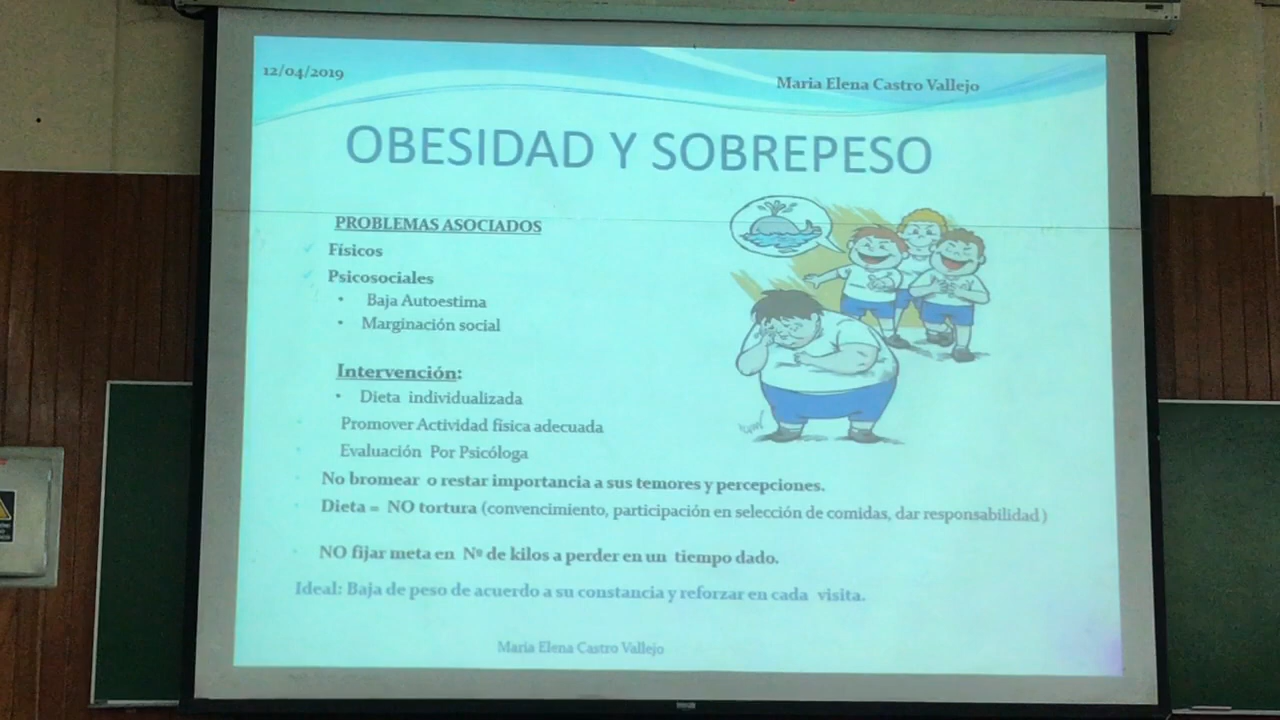 12/04/2019
Maria Elena Castro Vallejo
OBESIDAD Y SOBREPESO
PROBLEMAS ASOCIADOS
Físicos
Psicosociales
• Baja Autoestima
• Marginación social
Intervención:
• Dieta individualizada
Promover Actividad física adecuada
Evaluación Por Psicóloga
No bromear o restar importancia a sus temores y percepciones.
Dieta = NO tortura (convencimiento, participación en selección de comidas, dar responsabilidad)
NO fijar meta en Nº de kilos a perder en un tiempo dado.
Ideal: Baja de peso de acuerdo a su constancia y reforzar en cada visita.
Maria Elena Castro Vallejo